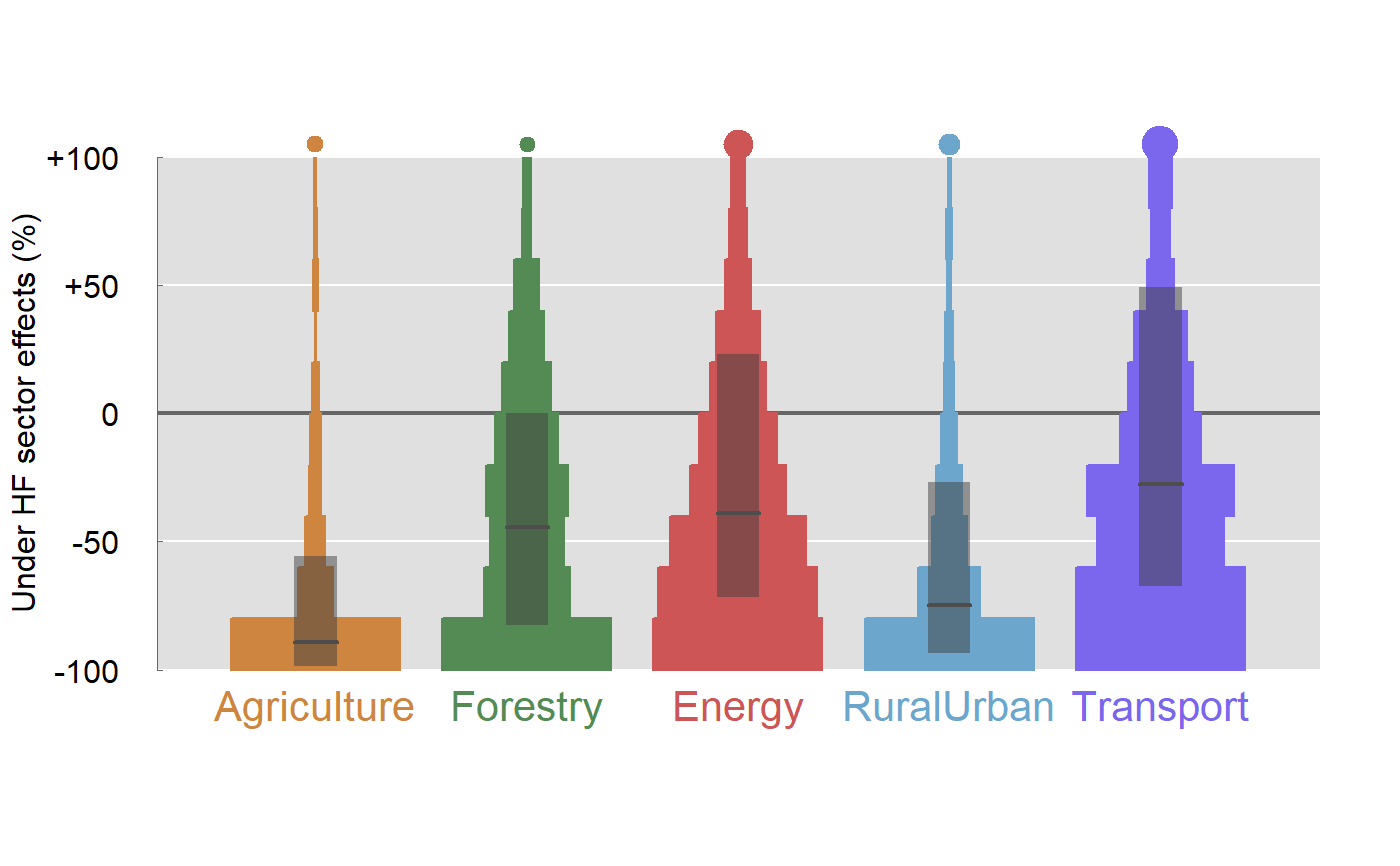 Under HF sector effects (%)
+100
+50
0
-50
-100
Agriculture Forestry Energy RuralUrban Transport